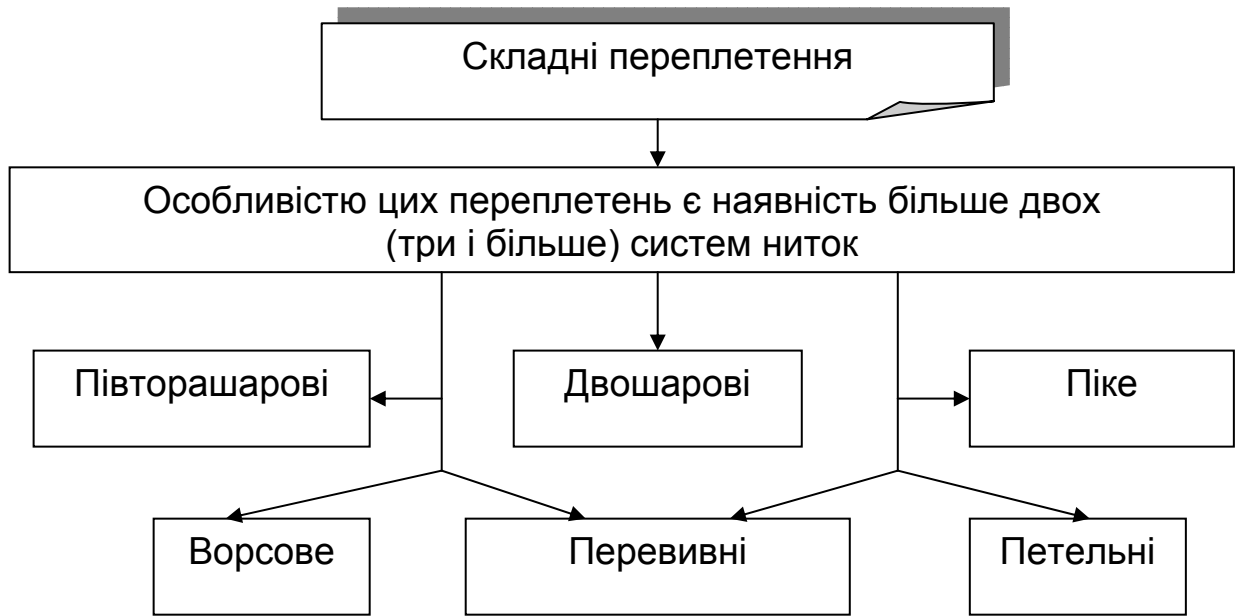 Складні переплетення
Особливістю цих переплетень є наявність більше двох
(три і більше) систем ниток
Півторашарові
Двошарові
Піке
Ворсове
Перевивні
Петельні